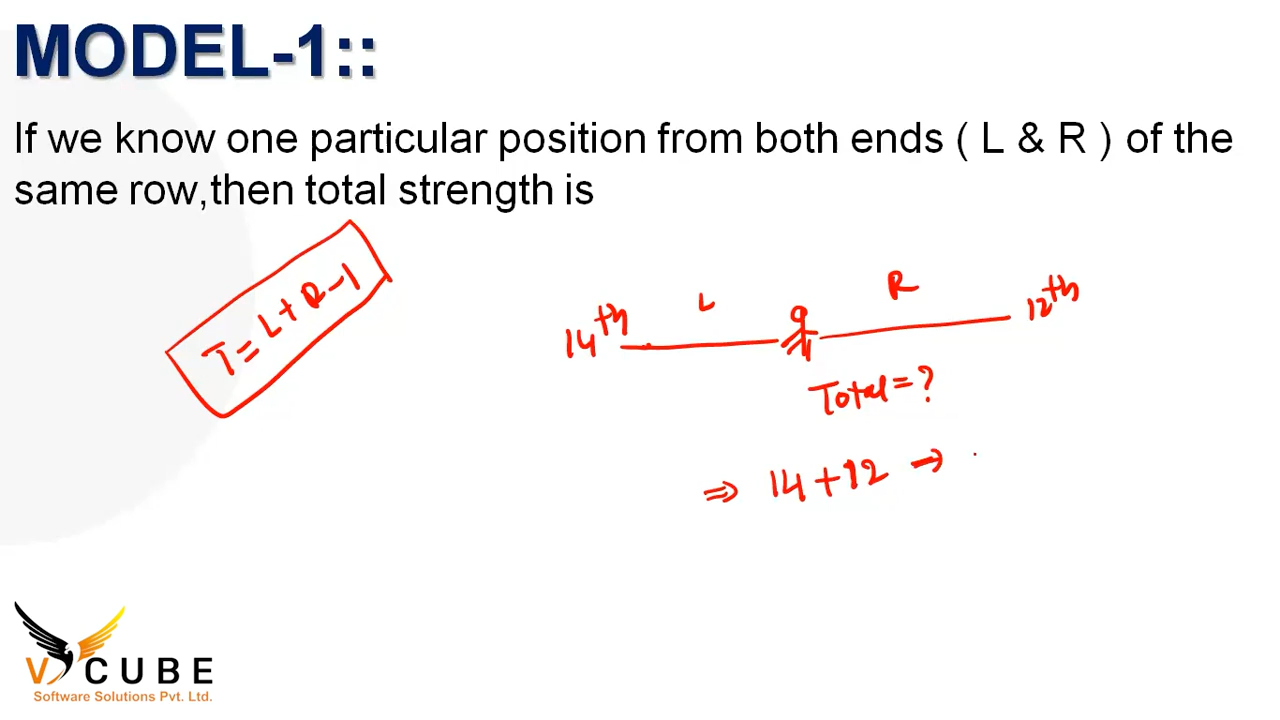 MODEL-1::
If we know one particular position from both ends ( L & R ) of the
same row,then total strength is
T = L + R - 1
L
R
14th
12th
Total = ?
⇒ 14 + 12 →
V CUBE
Software Solutions Pvt. Ltd.